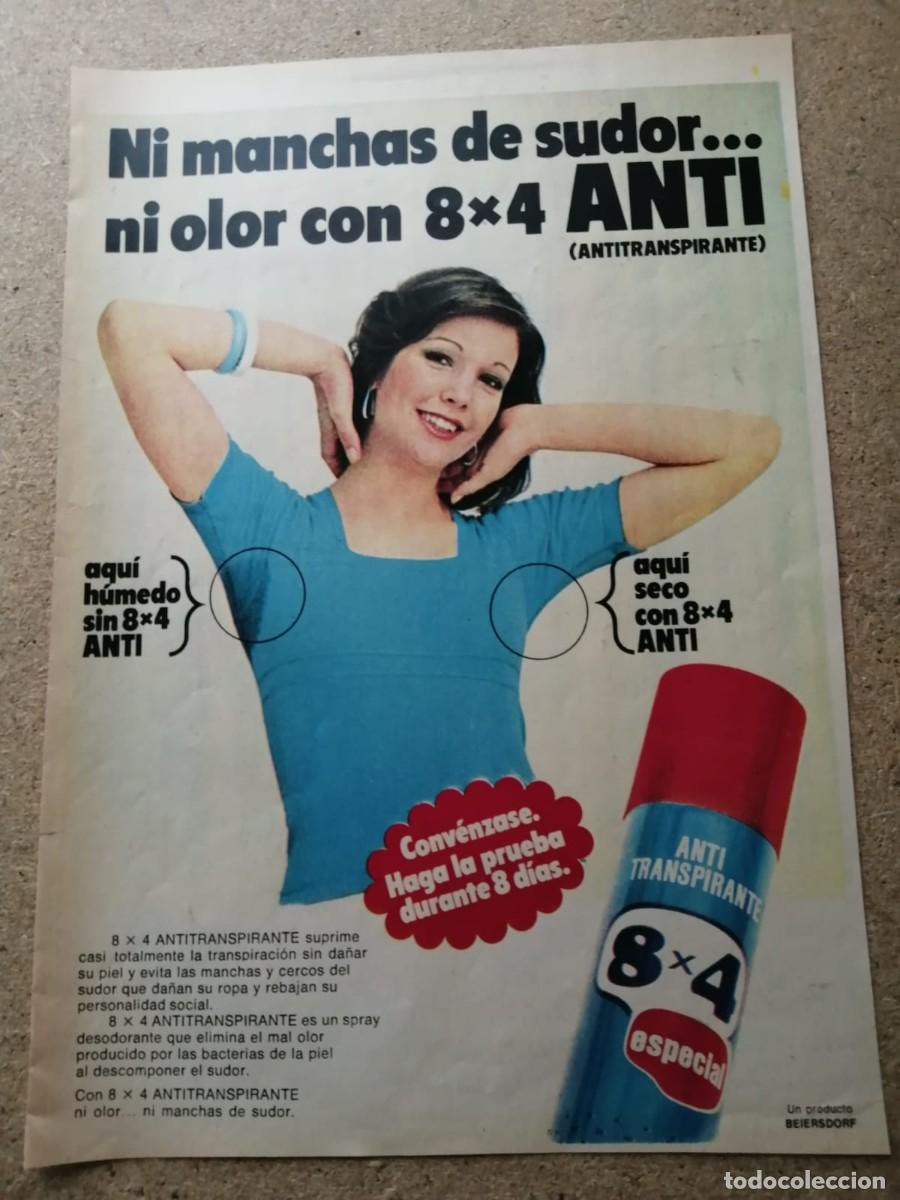 Ni manchas de sudor...
ni olor con 8×4 ANTI
(ANTITRANSPIRANTE)
aquí
húmedo
sin 8×4
ANTI
aquí
seco
con 8×4
ANTI
Convénzase.
Haga la prueba
durante 8 días.
ANTI
TRANSPIRANTE
8×4
especial
8 × 4 ANTITRANSPIRANTE suprime
casi totalmente la transpiración sin dañar
su piel y evita las manchas y cercos del
sudor que dañan su ropa y rebajan su
personalidad social.
8 × 4 ANTITRANSPIRANTE es un spray
desodorante que elimina el mal olor
producido por las bacterias de la piel
al descomponer el sudor.
Con 8 × 4 ANTITRANSPIRANTE
ni olor... ni manchas de sudor.
Un producto
BEIERSDORF
todocoleccion